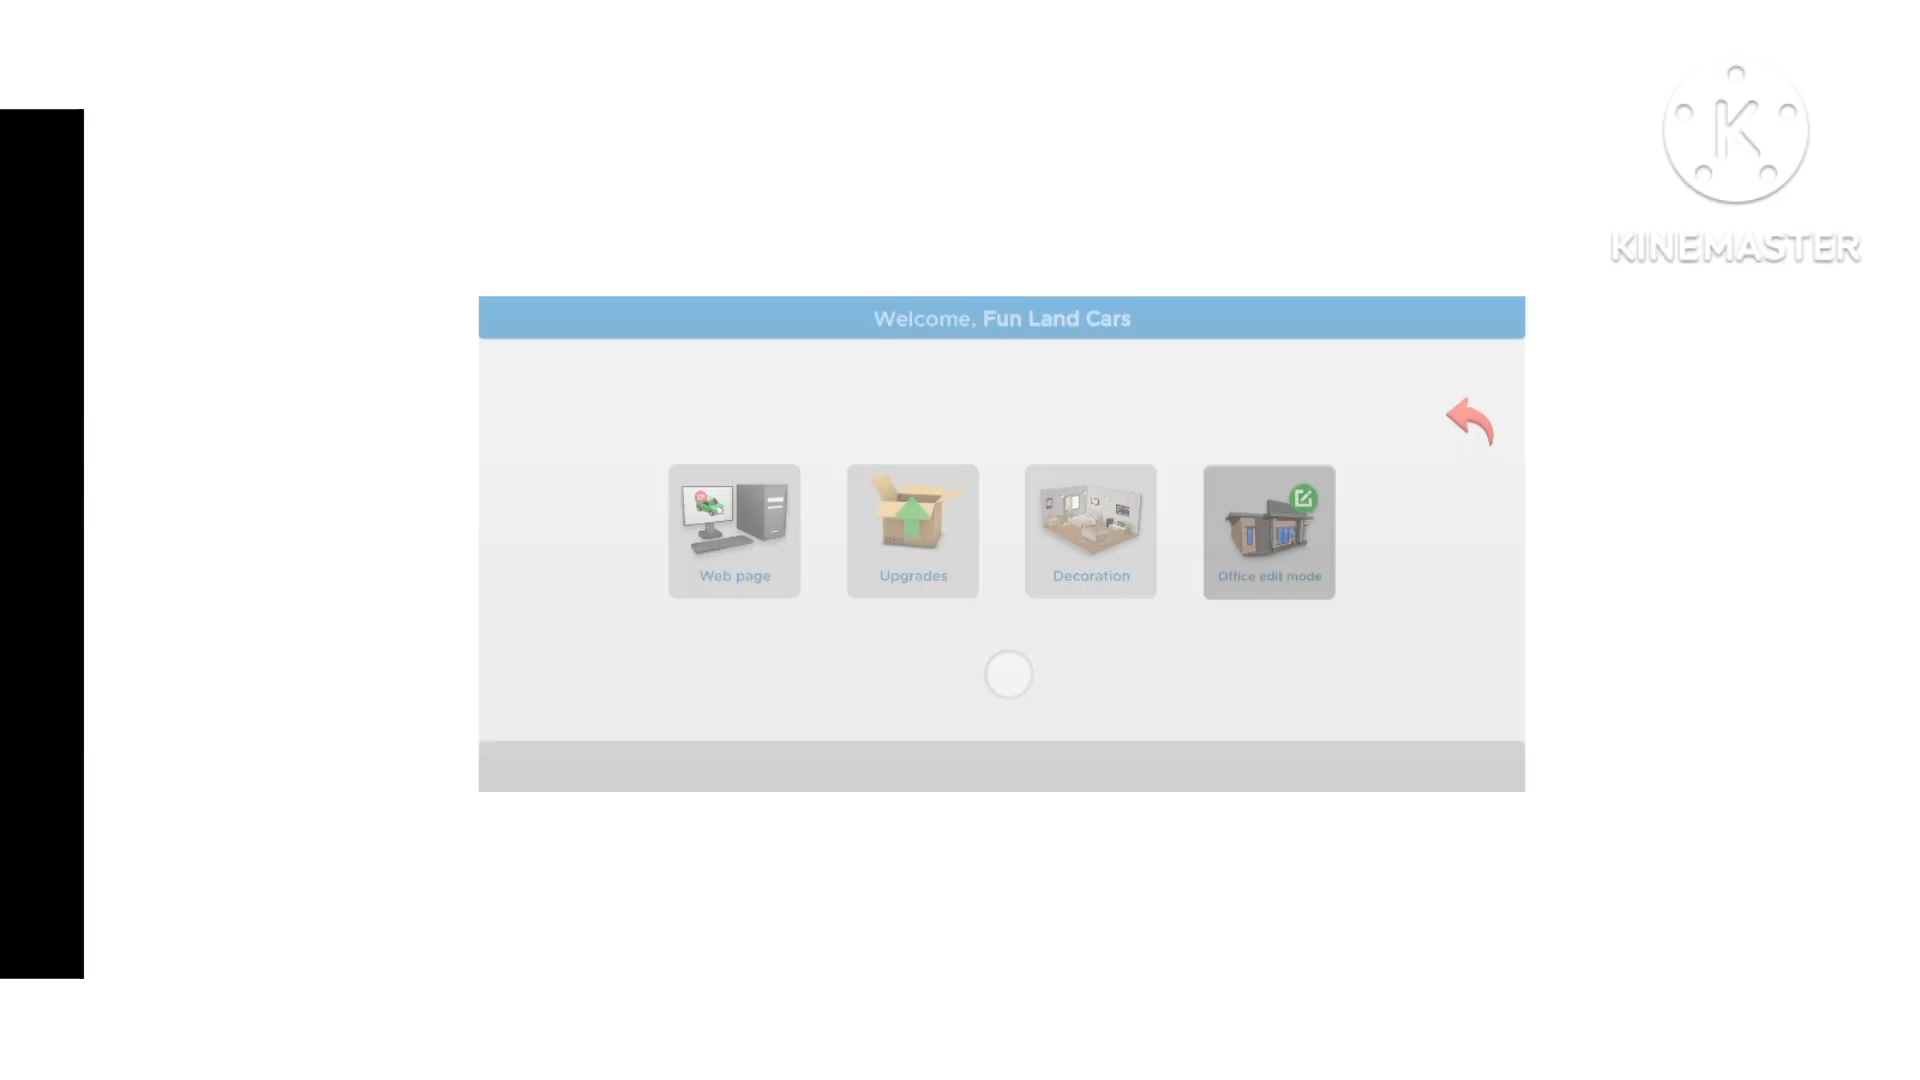 K
KINEMASTER
Welcome, Fun Land Cars
Web page
Upgrades
Decoration
Office edit mode